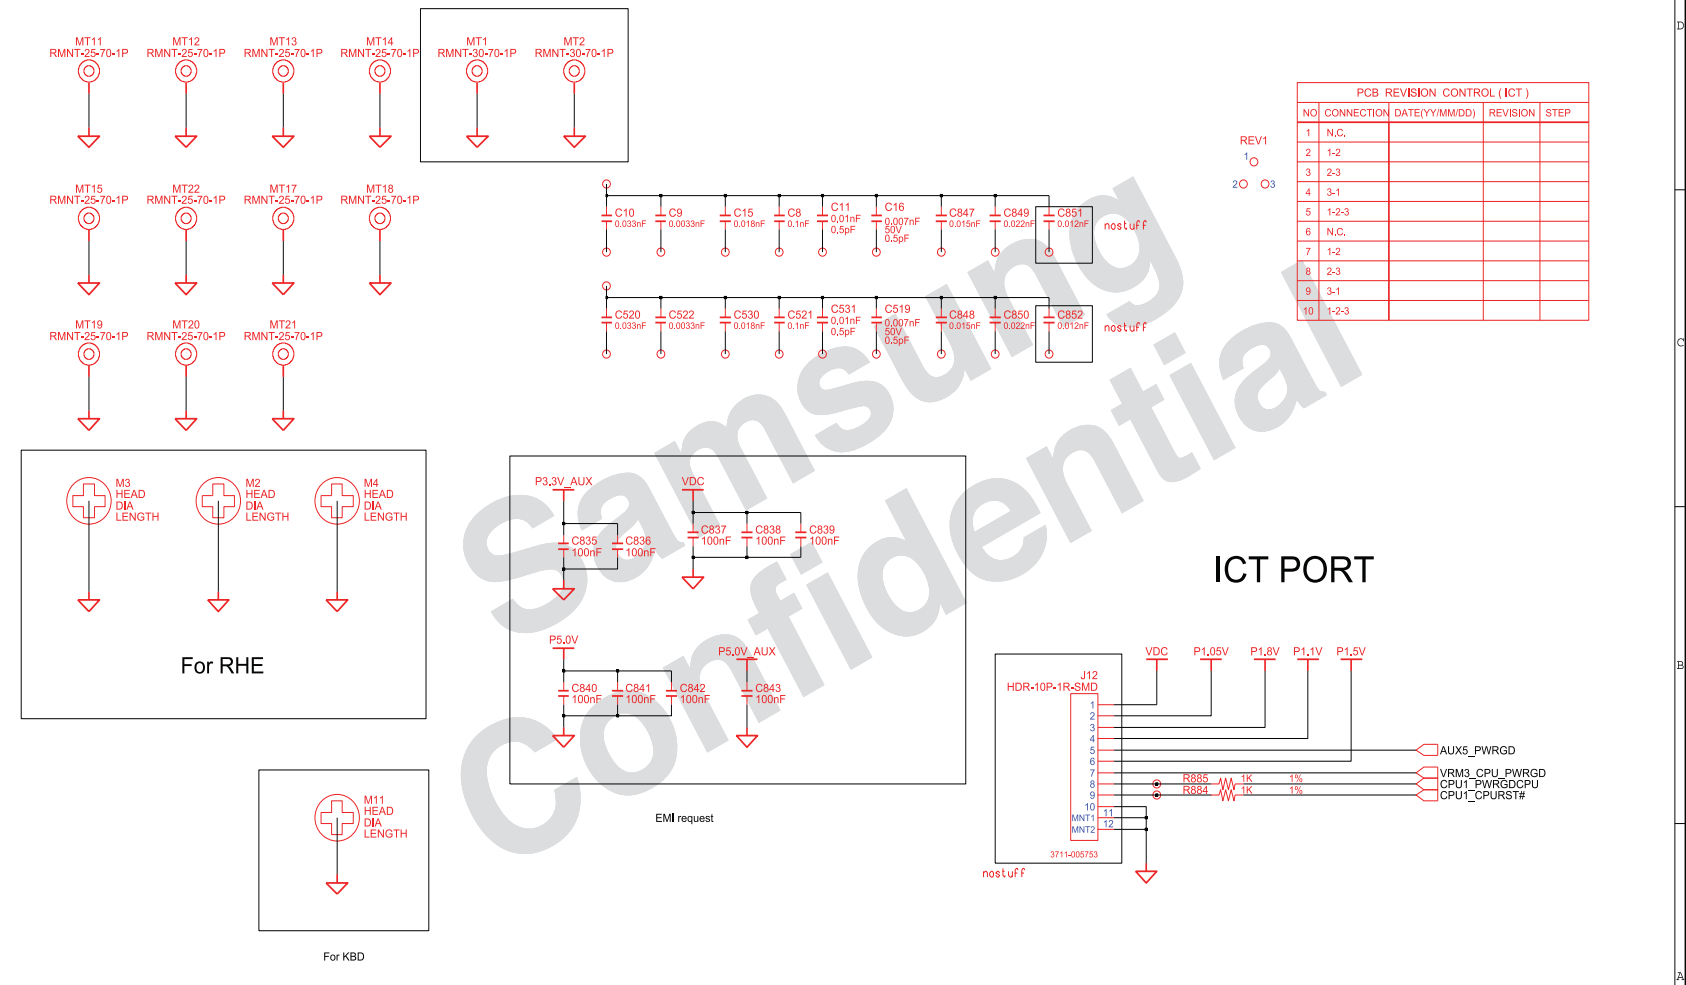 D
MT11
RMNT-25-70-1P
MT12
RMNT-25-70-1P
MT13
RMNT-25-70-1P
MT14
RMNT-25-70-1P
MT1
RMNT-30-70-1P
MT2
RMNT-30-70-1P
MT15
RMNT-25-70-1P
MT22
RMNT-25-70-1P
MT17
RMNT-25-70-1P
MT18
RMNT-25-70-1P
MT19
RMNT-25-70-1P
MT20
RMNT-25-70-1P
MT21
RMNT-25-70-1P
C10
0.033nF
C9
0.0033nF
C15
0.018nF
C8
0.1nF
C11
0.01nF
0.5pF
C16
0.007nF
50V
0.5pF
C847
0.015nF
C849
0.022nF
C851
0.012nF
nostuff
C520
0.033nF
C522
0.0033nF
C530
0.018nF
C521
0.1nF
C531
0.01nF
0.5pF
C519
0.007nF
50V
0.5pF
C848
0.015nF
C850
0.022nF
C852
0.012nF
nostuff
REV1
1
2 3
PCB REVISION CONTROL ( ICT )
NO CONNECTION DATE(YY/MM/DD) REVISION STEP
1 N.C.
2 1-2
3 2-3
4 3-1
5 1-2-3
6 N.C.
7 1-2
8 2-3
9 3-1
10 1-2-3
C
Samsung
Confidential
M3
HEAD
DIA
LENGTH
M2
HEAD
DIA
LENGTH
M4
HEAD
DIA
LENGTH
For RHE
M11
HEAD
DIA
LENGTH
For KBD
P3.3V_AUX
C835
100nF
C836
100nF
VDC
C837
100nF
C838
100nF
C839
100nF
P5.0V
C840
100nF
C841
100nF
C842
100nF
P5.0V_AUX
C843
100nF
EMI request
ICT PORT
VDC P1.05V P1.8V P1.1V P1.5V
B
J12
HDR-10P-1R-SMD
1
2
3
4
5
AUX5_PWRGD
6
7
VRM3_CPU_PWRGD
8 R885 1K 1% CPU1_PWRGDCPU
9 R884 1K 1% CPU1_CPURST#
10
MNT1 11
MNT2 12
3711-005753
nostuff
A